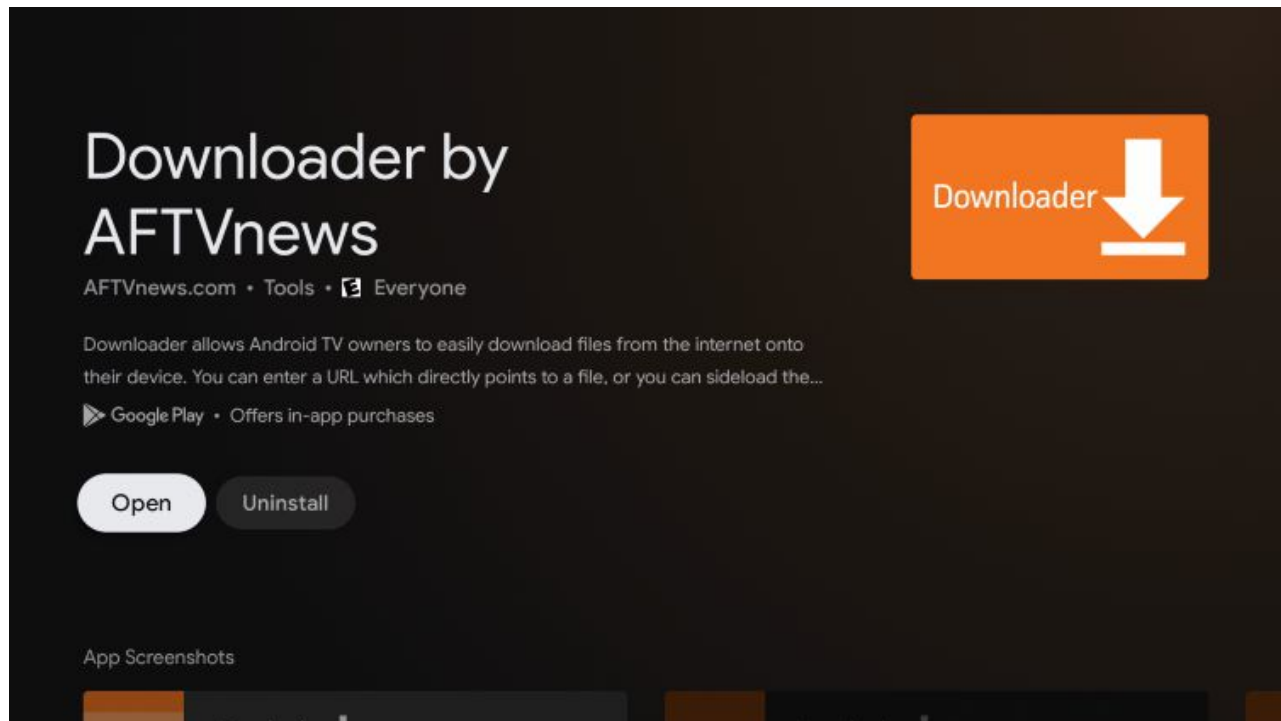 Downloader by
AFTVnews
AFTVnews.com • Tools • E Everyone
Downloader allows Android TV owners to easily download files from the internet onto
their device. You can enter a URL which directly points to a file, or you can sideload the...
Google Play • Offers in-app purchases
Open Uninstall
App Screenshots
Downloader